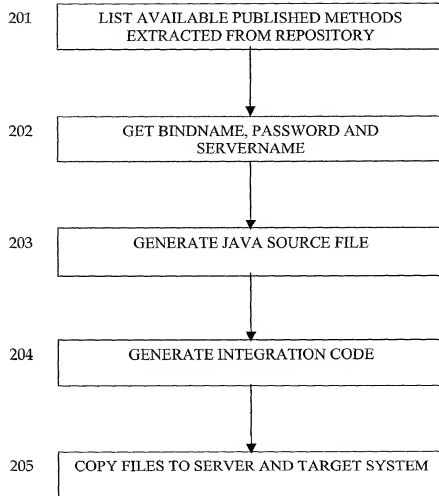 201 LIST AVAILABLE PUBLISHED METHODS
EXTRACTED FROM REPOSITORY
202 GET BINDNAME, PASSWORD AND
SERVERNAME
203 GENERATE JAVA SOURCE FILE
204 GENERATE INTEGRATION CODE
205 COPY FILES TO SERVER AND TARGET SYSTEM